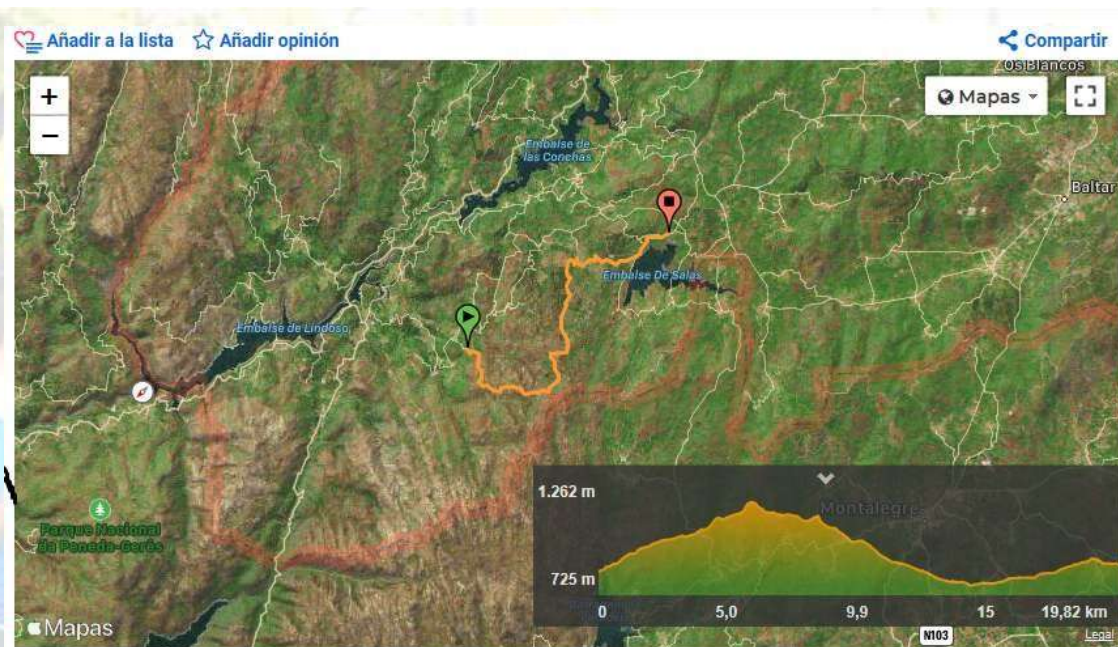 Añadir a la lista Añadir opinión Compartir
Os Blancos
+
Mapas
−
Embalse de
las Conchas
Baltar
Embalse De Salas
Embalse de Lindoso
1.262 m
Montalegre
Parque Nacional
da Peneda-Gerês
725 m
0 5,0 9,9 15 19,82 km
Mapas
N103
Legal